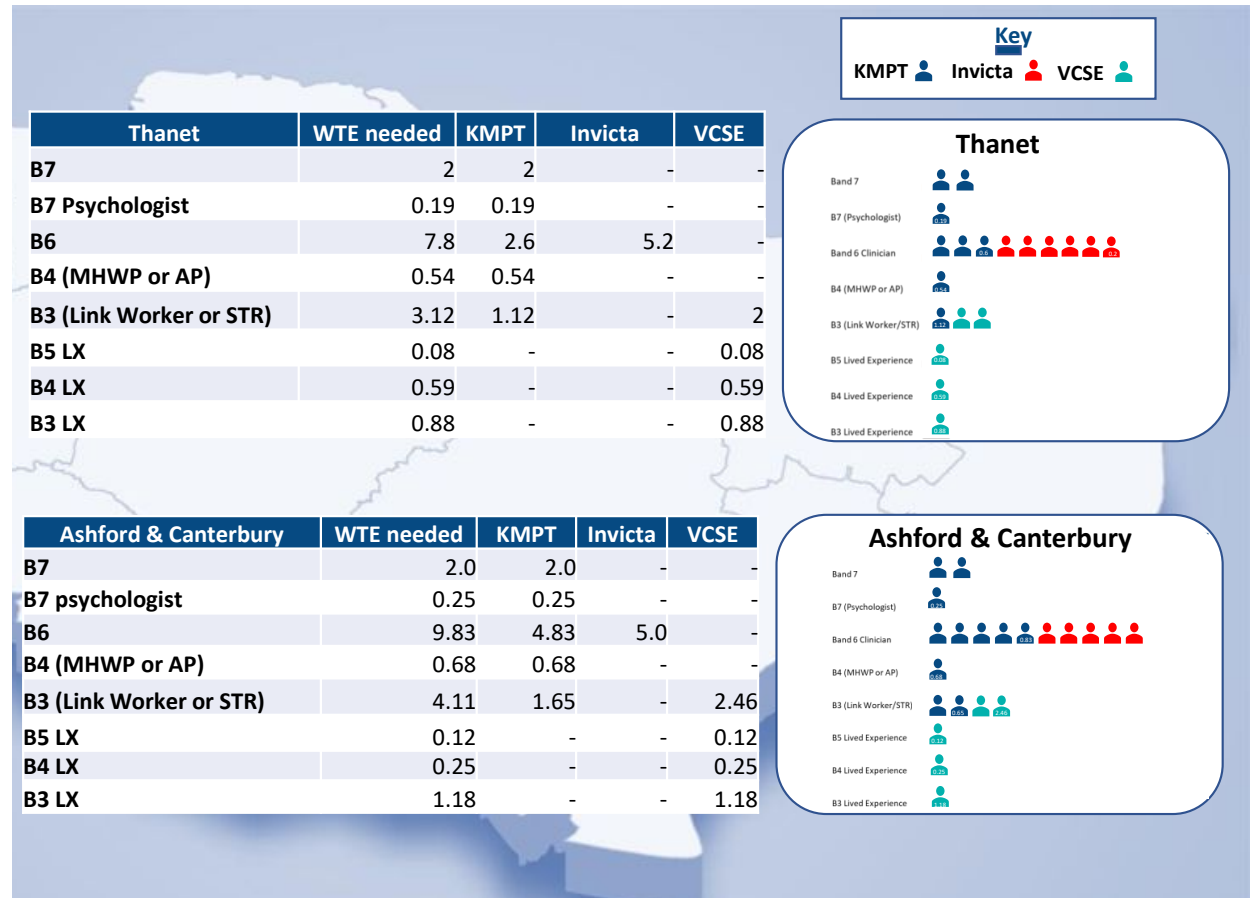 Key
KMPT Invicta VCSE
Thanet WTE needed KMPT Invicta VCSE
B7 2 2 - -
B7 Psychologist 0.19 0.19 - -
B6 7.8 2.6 5.2 -
B4 (MHWP or AP) 0.54 0.54 - -
B3 (Link Worker or STR) 3.12 1.12 - 2
B5 LX 0.08 - - 0.08
B4 LX 0.59 - - 0.59
B3 LX 0.88 - - 0.88
Thanet
Band 7
B7 (Psychologist) 0.19
Band 6 Clinician 0.6 0.2
B4 (MHWP or AP) 0.54
B3 (Link Worker/STR) 1.12
B5 Lived Experience 0.08
B4 Lived Experience 0.59
B3 Lived Experience 0.88
Ashford & Canterbury WTE needed KMPT Invicta VCSE
B7 2.0 2.0 - -
B7 psychologist 0.25 0.25 - -
B6 9.83 4.83 5.0 -
B4 (MHWP or AP) 0.68 0.68 - -
B3 (Link Worker or STR) 4.11 1.65 - 2.46
B5 LX 0.12 - - 0.12
B4 LX 0.25 - - 0.25
B3 LX 1.18 - - 1.18
Ashford & Canterbury
Band 7
B7 (Psychologist) 0.25
Band 6 Clinician 0.83
B4 (MHWP or AP) 0.68
B3 (Link Worker/STR) 0.65 2.46
B5 Lived Experience 0.12
B4 Lived Experience 0.25
B3 Lived Experience 1.18